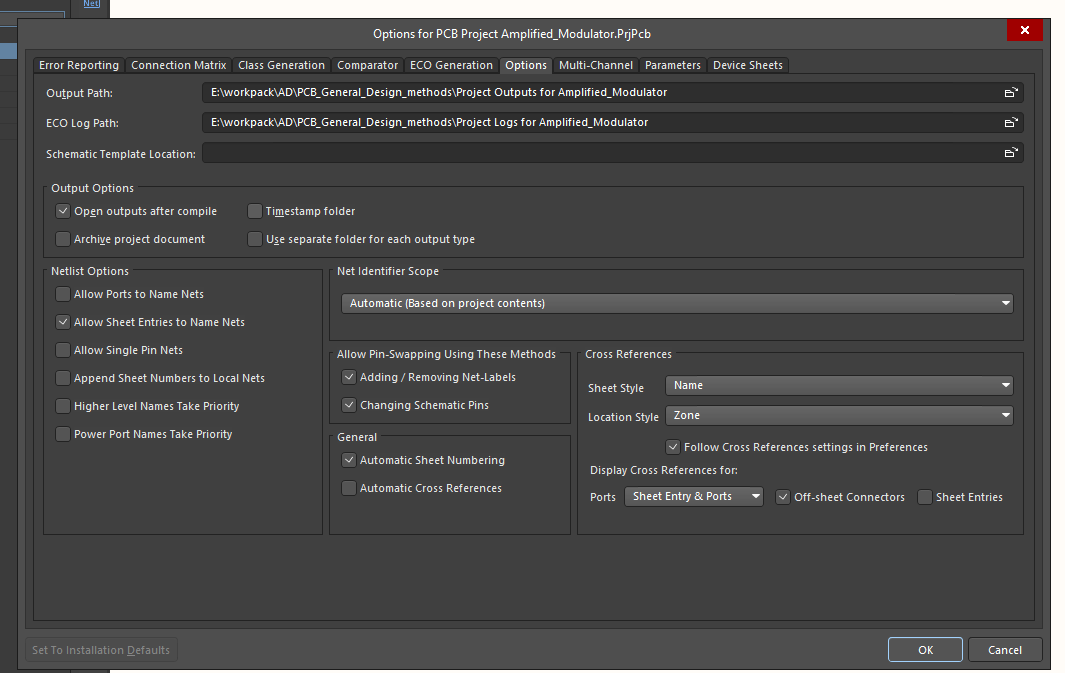 Net
Options for PCB Project Amplified_Modulator.PrjPcb
Error Reporting Connection Matrix Class Generation Comparator ECO Generation Options Multi-Channel Parameters Device Sheets
Output Path: E:\workpack\AD\PCB_General_Design_methods\Project Outputs for Amplified_Modulator
ECO Log Path: E:\workpack\AD\PCB_General_Design_methods\Project Logs for Amplified_Modulator
Schematic Template Location:
Output Options
Open outputs after compile Timestamp folder
Archive project document Use separate folder for each output type
Netlist Options
Allow Ports to Name Nets
Allow Sheet Entries to Name Nets
Allow Single Pin Nets
Append Sheet Numbers to Local Nets
Higher Level Names Take Priority
Power Port Names Take Priority
Net Identifier Scope
Automatic (Based on project contents)
Allow Pin-Swapping Using These Methods
Adding / Removing Net-Labels
Changing Schematic Pins
General
Automatic Sheet Numbering
Automatic Cross References
Cross References
Sheet Style Name
Location Style Zone
Follow Cross References settings in Preferences
Display Cross References for:
Ports Sheet Entry & Ports Off-sheet Connectors Sheet Entries
Set To Installation Defaults OK Cancel